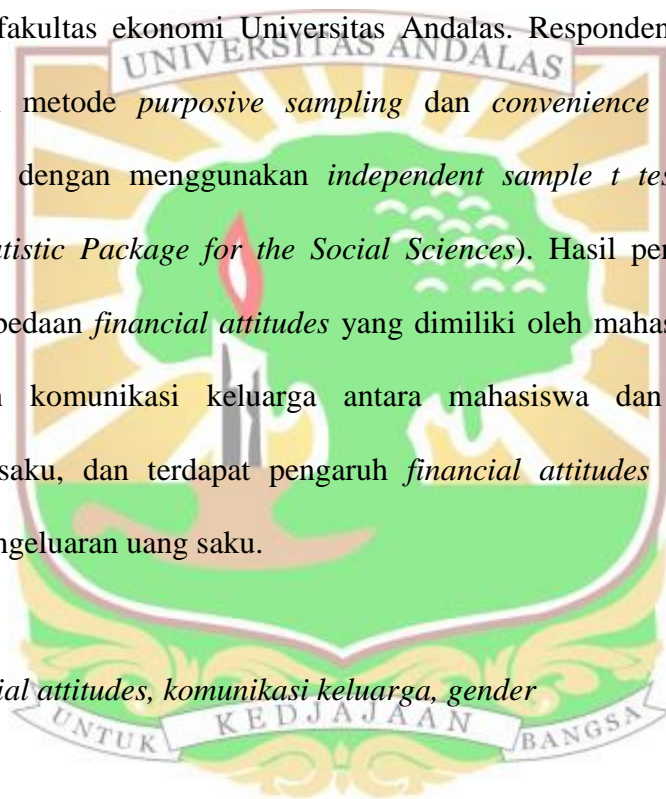 fakultas ekonomi Universitas Andalas. Responden
UNIVERSITAS ANDALAS
metode purposive sampling dan convenience
dengan menggunakan independent sample t tes
tistic Package for the Social Sciences). Hasil per
bedaan financial attitudes yang dimiliki oleh mahas
komunikasi keluarga antara mahasiswa dan
saku, dan terdapat pengaruh financial attitudes
ngeluaran uang saku.
ial attitudes, komunikasi keluarga, gender
UNTUK KEDJAJAAN BANGSA